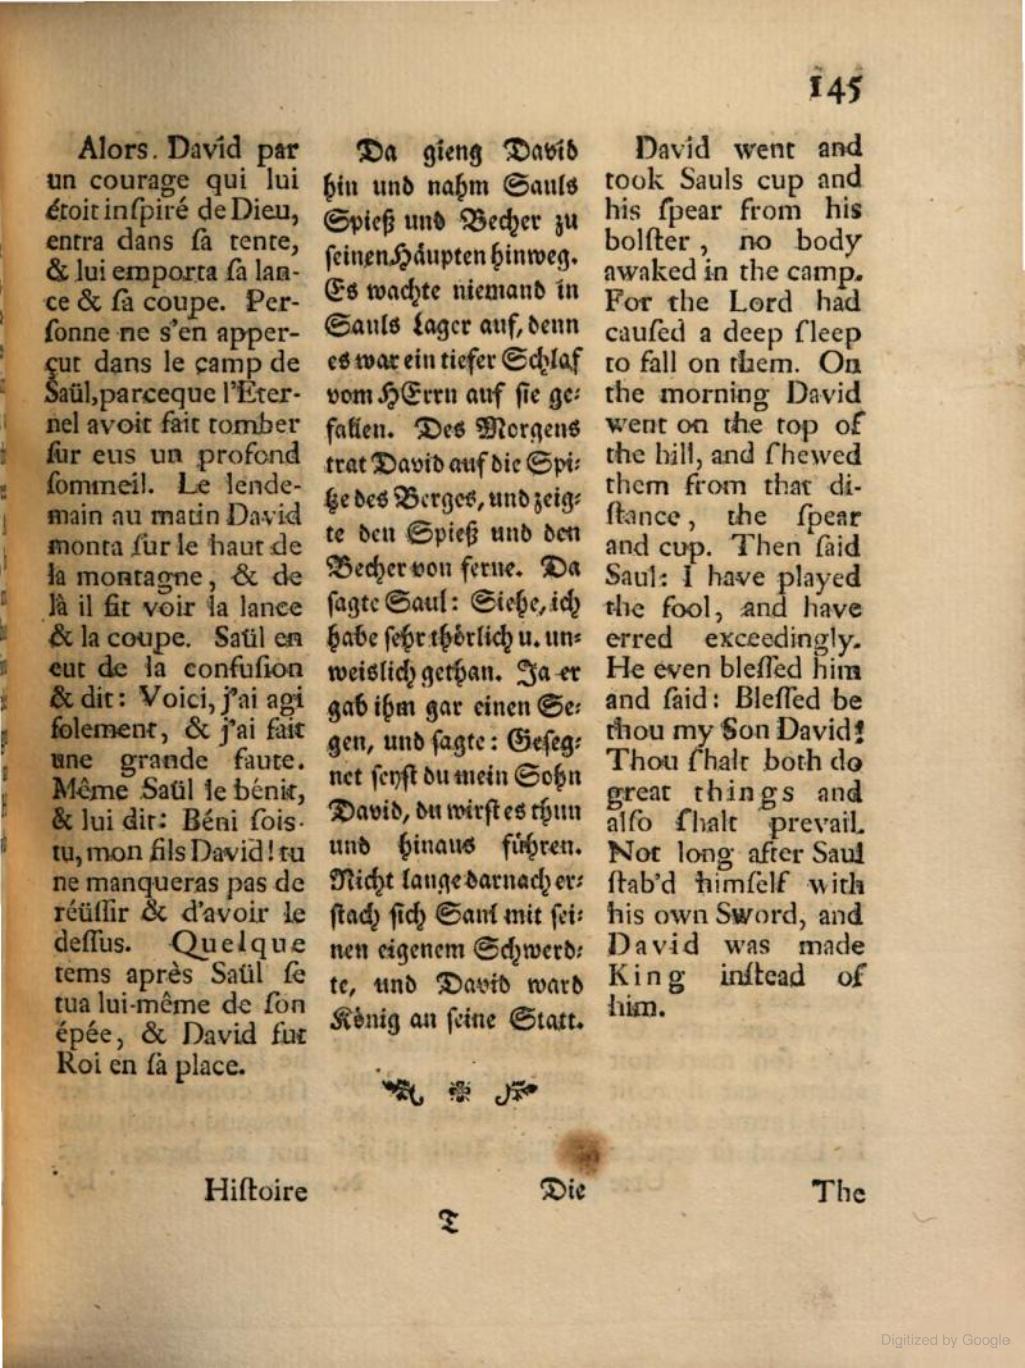 145
Alors. David par
un courage qui lui
étoit inſpiré de Dieu,
entra dans ſa tente,
& lui emporta ſa lan-
ce & ſa coupe. Per-
ſonne ne s'en apper-
çut dans le camp de
Saül, parceque l'Eter-
nel avoit fait tomber
ſur eus un profond
ſommeil. Le lende-
main au matin David
monta ſur le haut de
la montagne, & de
là il fit voir la lance
& la coupe. Saül en
eut de la confuſion
& dit: Voici, j'ai agi
folement, & j'ai fait
une grande faute.
Même Saül le bénit,
& lui dit: Béni ſois-
tu, mon fils David! tu
ne manqueras pas de
réüſſir & d'avoir le
deſſus. Quelque
tems après Saül ſe
tua lui-même de ſon
épée, & David fut
Roi en ſa place.
Da gieng David
hin und nahm Sauls
Spieß und Becher zu
ſeinen Häupten hinweg.
Es wachte niemand in
Sauls Lager auf, denn
es war ein tiefer Schlaf
vom HErrn auf ſie ge-
fallen. Des Morgens
trat David auf die Spi-
tze des Berges, und zeig-
te den Spieß und den
Becher von ferne. Da
ſagte Saul: Siehe, ich
habe ſehr thörlich u. un-
weislich gethan. Ja er
gab ihm gar einen Se-
gen, und ſagte: Geſeg-
net ſeyſt du mein Sohn
David, du wirſt es thun
und hinaus führen.
Nicht lange darnach er-
ſtach ſich Saul mit ſei-
nen eigenem Schwerd-
te, und David ward
König an ſeine Statt.
David went and
took Sauls cup and
his ſpear from his
bolſter, no body
awaked in the camp.
For the Lord had
cauſed a deep ſleep
to fall on them. On
the morning David
went on the top of
the hill, and ſhewed
them from that di-
ſtance, the ſpear
and cup. Then ſaid
Saul: I have played
the fool, and have
erred exceedingly.
He even bleſſed him
and ſaid: Bleſſed be
thou my Son David!
Thou ſhalt both do
great things and
alſo ſhalt prevail.
Not long after Saul
ſtab'd himſelf with
his own Sword, and
David was made
King inſtead of
him.
Hiſtoire Die The
T
Digitized by Google